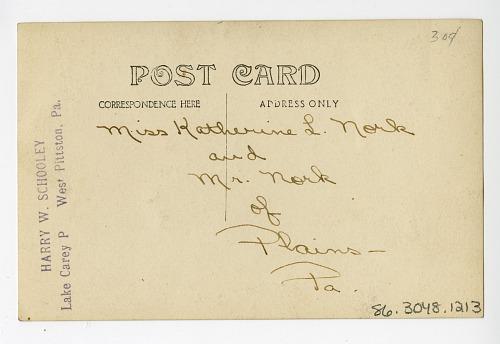 304
POST CARD
CORRESPONDENCE HERE
ADDRESS ONLY
Miss Katherine L. Nork
and
Mr. Nork
of
Plains-
Pa.
HARRY W. SCHOOLEY
Lake Carey P West Pittston, Pa.
86.3048.1213